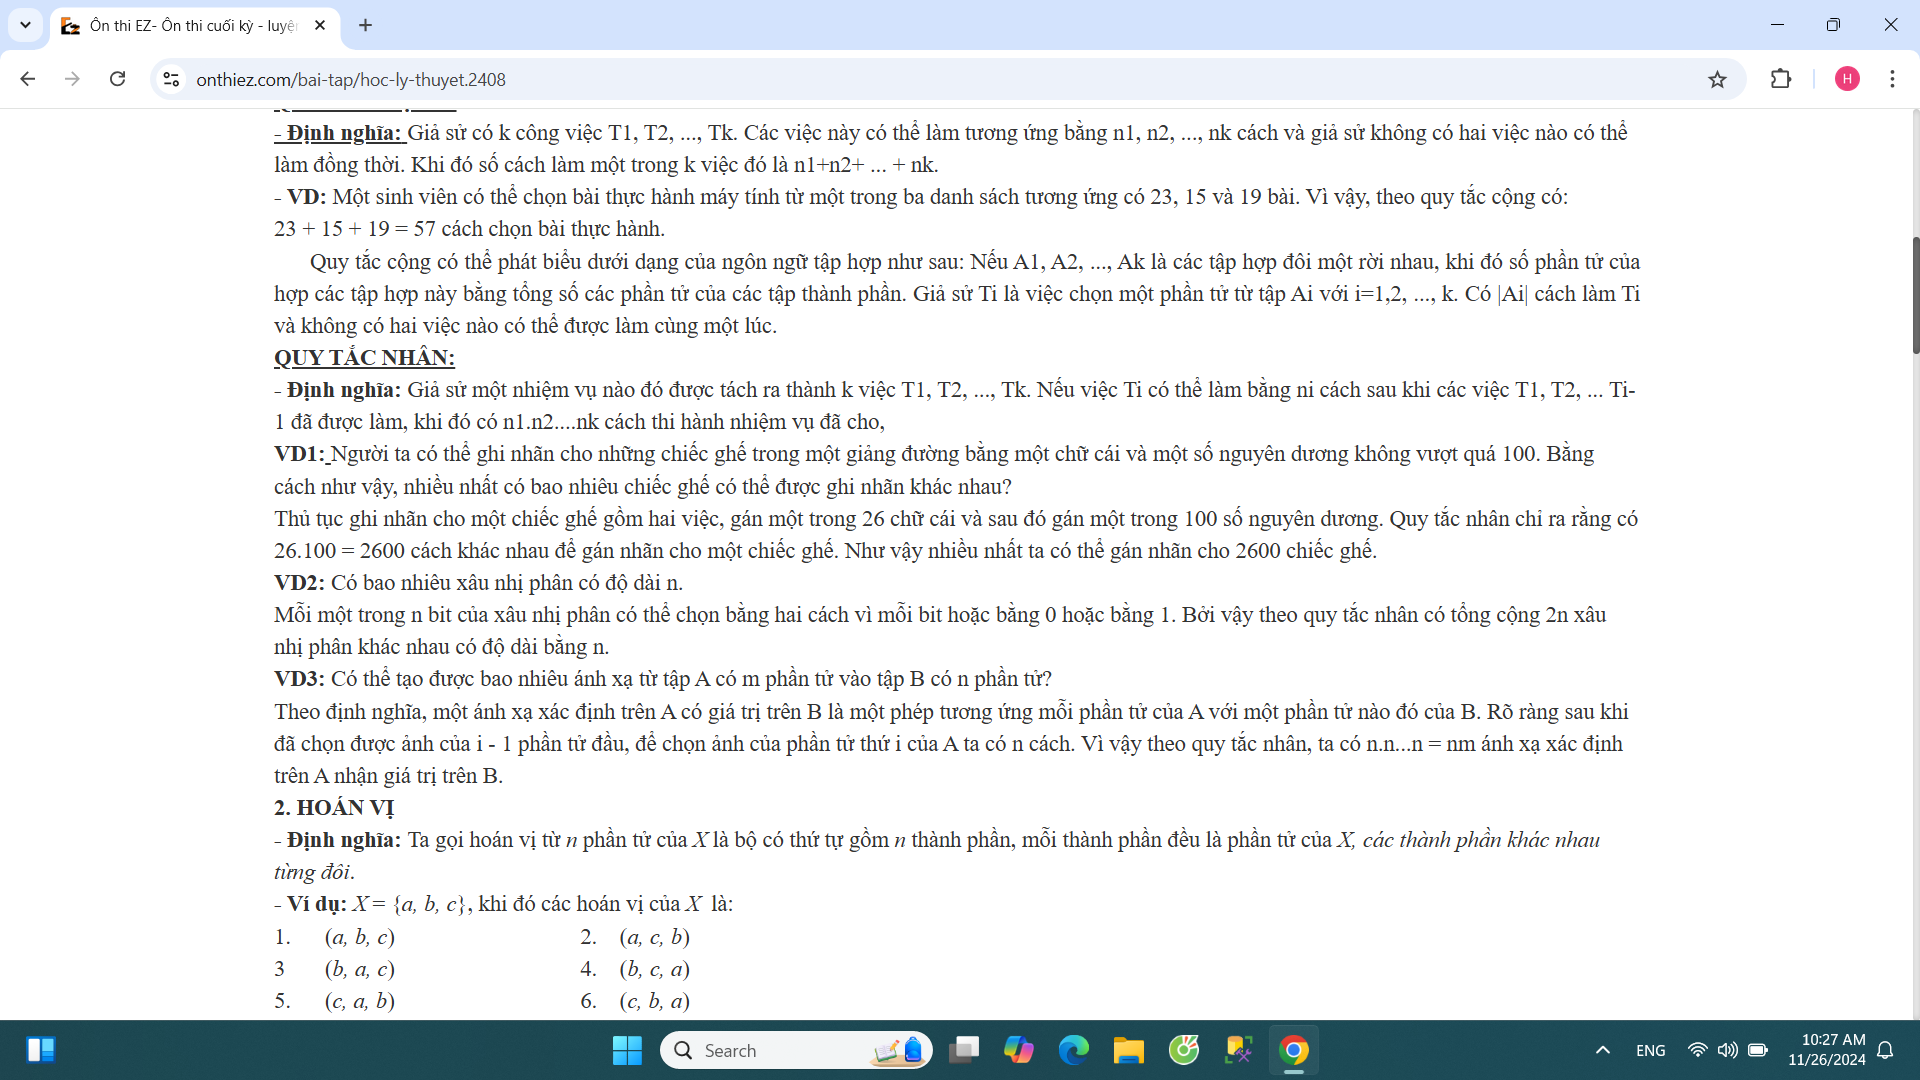 Ôn thi EZ- Ôn thi cuối kỳ - luyệ
onthiez.com/bai-tap/hoc-ly-thuyet.2408
H
- Định nghĩa: Giả sử có k công việc T1, T2, ..., Tk. Các việc này có thể làm tương ứng bằng n1, n2, ..., nk cách và giả sử không có hai việc nào có thể
làm đồng thời. Khi đó số cách làm một trong k việc đó là n1+n2+ ... + nk.
- VD: Một sinh viên có thể chọn bài thực hành máy tính từ một trong ba danh sách tương ứng có 23, 15 và 19 bài. Vì vậy, theo quy tắc cộng có:
23 + 15 + 19 = 57 cách chọn bài thực hành.
Quy tắc cộng có thể phát biểu dưới dạng của ngôn ngữ tập hợp như sau: Nếu A1, A2, ..., Ak là các tập hợp đôi một rời nhau, khi đó số phần tử của
hợp các tập hợp này bằng tổng số các phần tử của các tập thành phần. Giả sử Ti là việc chọn một phần tử từ tập Ai với i=1,2, ..., k. Có |Ai| cách làm Ti
và không có hai việc nào có thể được làm cùng một lúc.
QUY TẮC NHÂN:
- Định nghĩa: Giả sử một nhiệm vụ nào đó được tách ra thành k việc T1, T2, ..., Tk. Nếu việc Ti có thể làm bằng ni cách sau khi các việc T1, T2, ... Ti-
1 đã được làm, khi đó có n1.n2....nk cách thi hành nhiệm vụ đã cho,
VD1: Người ta có thể ghi nhãn cho những chiếc ghế trong một giảng đường bằng một chữ cái và một số nguyên dương không vượt quá 100. Bằng
cách như vậy, nhiều nhất có bao nhiêu chiếc ghế có thể được ghi nhãn khác nhau?
Thủ tục ghi nhãn cho một chiếc ghế gồm hai việc, gán một trong 26 chữ cái và sau đó gán một trong 100 số nguyên dương. Quy tắc nhân chỉ ra rằng có
26.100 = 2600 cách khác nhau để gán nhãn cho một chiếc ghế. Như vậy nhiều nhất ta có thể gán nhãn cho 2600 chiếc ghế.
VD2: Có bao nhiêu xâu nhị phân có độ dài n.
Mỗi một trong n bit của xâu nhị phân có thể chọn bằng hai cách vì mỗi bit hoặc bằng 0 hoặc bằng 1. Bởi vậy theo quy tắc nhân có tổng cộng 2n xâu
nhị phân khác nhau có độ dài bằng n.
VD3: Có thể tạo được bao nhiêu ánh xạ từ tập A có m phần tử vào tập B có n phần tử?
Theo định nghĩa, một ánh xạ xác định trên A có giá trị trên B là một phép tương ứng mỗi phần tử của A với một phần tử nào đó của B. Rõ ràng sau khi
đã chọn được ảnh của i - 1 phần tử đầu, để chọn ảnh của phần tử thứ i của A ta có n cách. Vì vậy theo quy tắc nhân, ta có n.n...n = nm ánh xạ xác định
trên A nhận giá trị trên B.
2. HOÁN VỊ
- Định nghĩa: Ta gọi hoán vị từ n phần tử của X là bộ có thứ tự gồm n thành phần, mỗi thành phần đều là phần tử của X, các thành phần khác nhau
từng đôi.
- Ví dụ: X = {a, b, c}, khi đó các hoán vị của X là:
1. (a, b, c) 2. (a, c, b)
3 (b, a, c) 4. (b, c, a)
5. (c, a, b) 6. (c, b, a)
Search
ENG
10:27 AM
11/26/2024